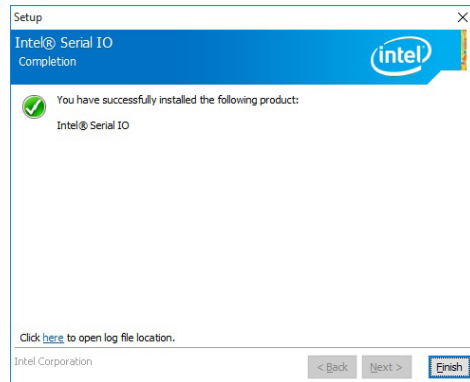 Setup
Intel® Serial IO
Completion
intel
You have successfully installed the following product:
Intel® Serial IO
Click here to open log file location.
Intel Corporation
< Back Next > Finish